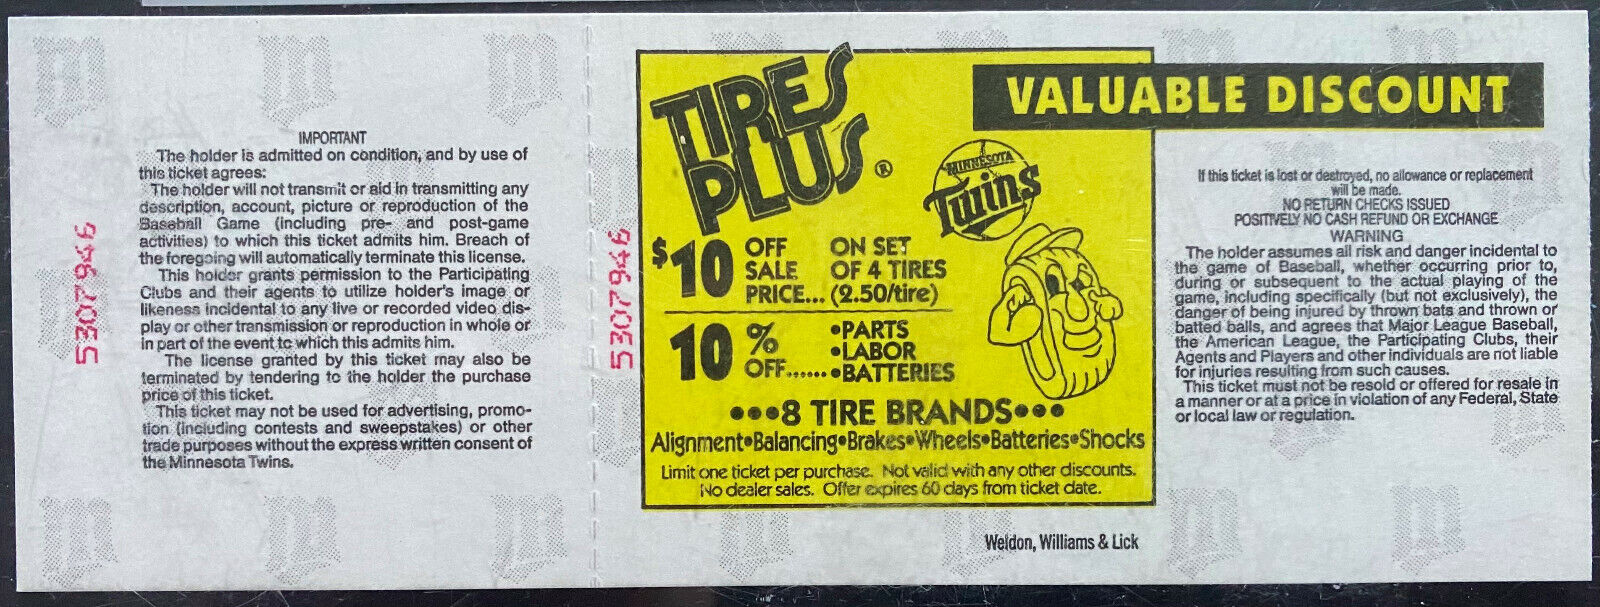 IMPORTANT
The holder is admitted on condition, and by use of
this ticket agrees:
The holder will not transmit or aid in transmitting any
description, account, picture or reproduction of the
Baseball Game (including pre- and post-game
activities) to which this ticket admits him. Breach of
the foregoing will automatically terminate this license.
This holder grants permission to the Participating
Clubs and their agents to utilize holder's image or
likeness incidental to any live or recorded video dis-
play or other transmission or reproduction in whole or
in part of the event to which this admits him.
The license granted by this ticket may also be
terminated by tendering to the holder the purchase
price of this ticket.
This ticket may not be used for advertising, promo-
tion (including contests and sweepstakes) or other
trade purposes without the express written consent of
the Minnesota Twins.
5307946
5307946
TIRES
PLUS®
MINNESOTA
Twins
$10 OFF SALE PRICE... ON SET OF 4 TIRES (2.50/tire)
10 % OFF...... •PARTS •LABOR •BATTERIES
•••8 TIRE BRANDS•••
Alignment•Balancing•Brakes•Wheels•Batteries•Shocks
Limit one ticket per purchase. Not valid with any other discounts.
No dealer sales. Offer expires 60 days from ticket date.
Weldon, Williams & Lick
VALUABLE DISCOUNT
If this ticket is lost or destroyed, no allowance or replacement
will be made.
NO RETURN CHECKS ISSUED
POSITIVELY NO CASH REFUND OR EXCHANGE
WARNING
The holder assumes all risk and danger incidental to
the game of Baseball, whether occurring prior to,
during or subsequent to the actual playing of the
game, including specifically (but not exclusively), the
danger of being injured by thrown bats and thrown or
batted balls, and agrees that Major League Baseball,
the American League, the Participating Clubs, their
Agents and Players and other individuals are not liable
for injuries resulting from such causes.
This ticket must not be resold or offered for resale in
a manner or at a price in violation of any Federal, State
or local law or regulation.